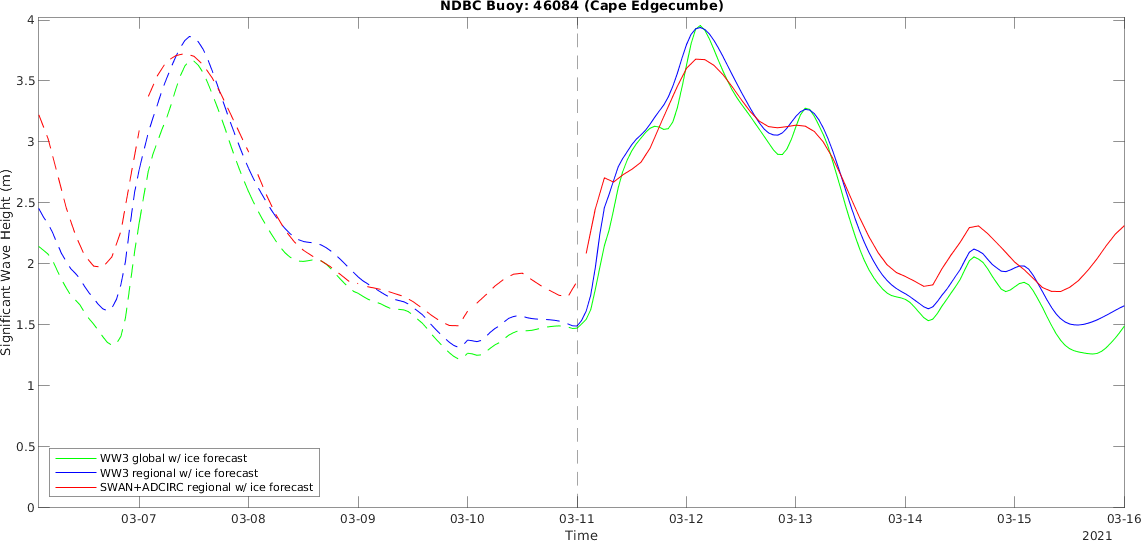 NDBC Buoy: 46084 (Cape Edgecumbe)
Significant Wave Height (m)
4
3.5
3
2.5
2
1.5
1
0.5
0
WW3 global w/ ice forecast
WW3 regional w/ ice forecast
SWAN+ADCIRC regional w/ ice forecast
03-07 03-08 03-09 03-10 03-11 03-12 03-13 03-14 03-15 03-16
Time
2021